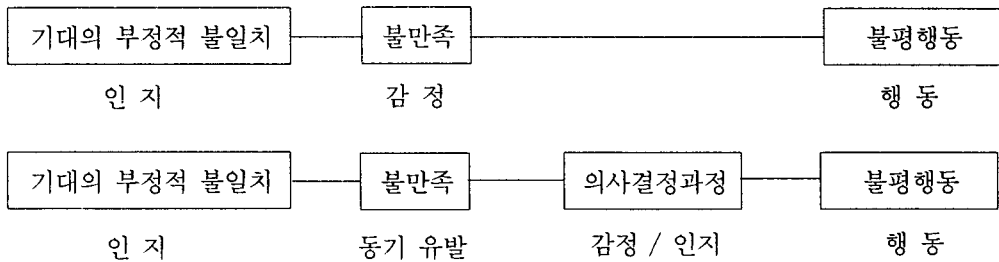 기대의 부정적 불일치 불만족 불평행동
인 지 감 정 행 동
기대의 부정적 불일치 불만족 의사결정과정 불평행동
인 지 동기 유발 감정 / 인지 행 동